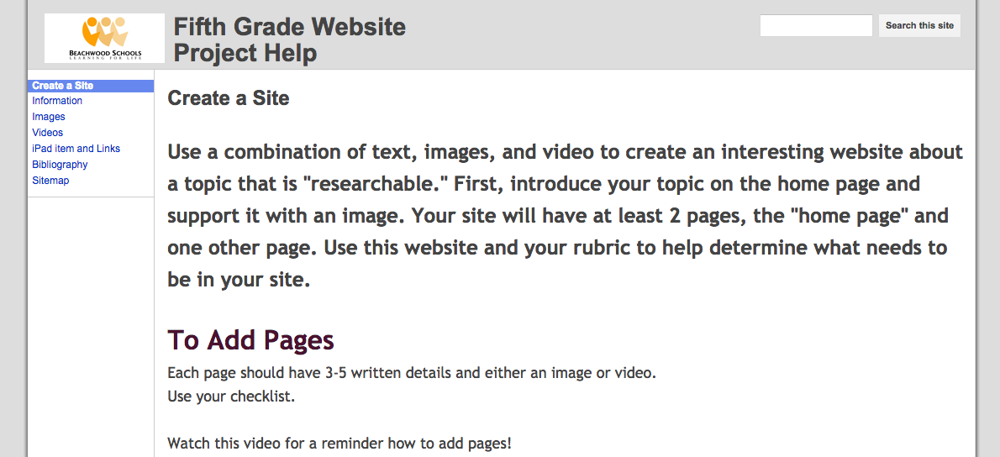 BEACHWOOD SCHOOLS
LEARNING FOR LIFE
Fifth Grade Website
Project Help
Search this site
Create a Site
Information
Images
Videos
iPad item and Links
Bibliography
Sitemap
Create a Site
Use a combination of text, images, and video to create an interesting website about
a topic that is "researchable." First, introduce your topic on the home page and
support it with an image. Your site will have at least 2 pages, the "home page" and
one other page. Use this website and your rubric to help determine what needs to
be in your site.
To Add Pages
Each page should have 3-5 written details and either an image or video.
Use your checklist.
Watch this video for a reminder how to add pages!